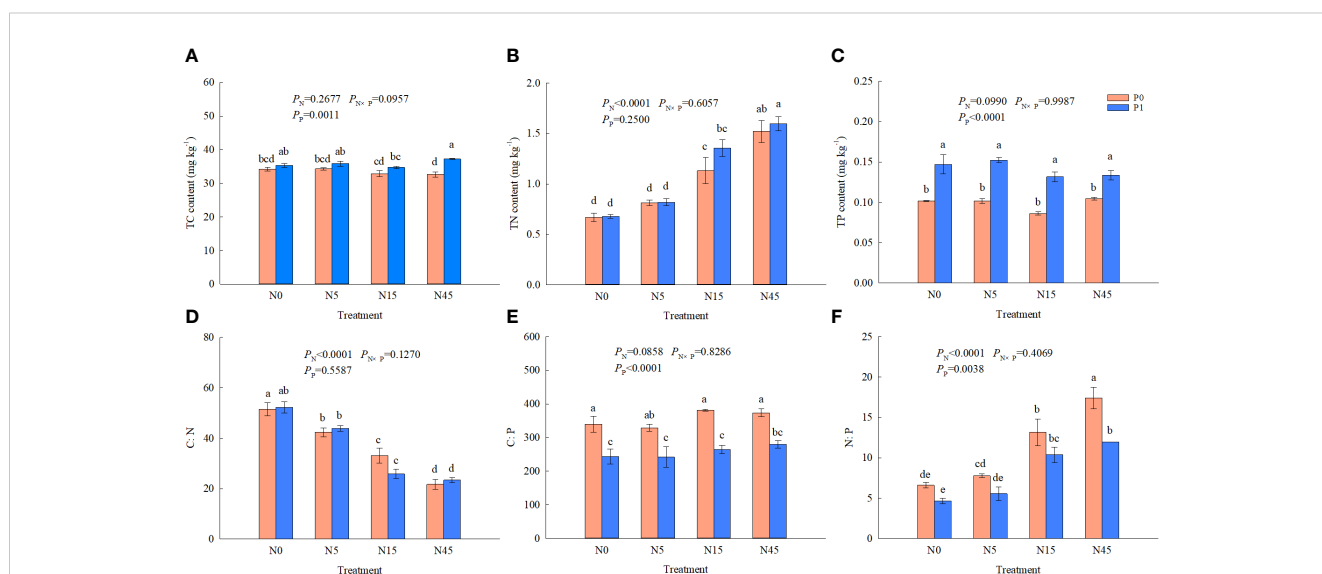 A
TC content (mg kg⁻¹)
60
50
40
30
20
10
0
P_N=0.2677 P_N× P=0.0957
P_P=0.0011
bcd ab bcd ab cd bc d a
N0 N5 N15 N45
Treatment
B
TN content (mg kg⁻¹)
2.0
1.5
1.0
0.5
0.0
P_N<0.0001 P_N× P=0.6057
P_P=0.2500
d d d d c bc ab a
N0 N5 N15 N45
Treatment
C
TP content (mg kg⁻¹)
0.25
0.20
0.15
0.10
0.05
0.00
P_N=0.0990 P_N× P=0.9987
P_P<0.0001
P0
P1
b a b a b a b a
N0 N5 N15 N45
Treatment
D
C: N
80
60
40
20
0
P_N<0.0001 P_N× P=0.1270
P_P=0.5587
a ab b b c c d d
N0 N5 N15 N45
Treatment
E
C: P
600
500
400
300
200
100
0
P_N=0.0858 P_N× P=0.8286
P_P<0.0001
a c ab c a c a bc
N0 N5 N15 N45
Treatment
F
N: P
25
20
15
10
5
0
P_N<0.0001 P_N× P=0.4069
P_P=0.0038
de e cd de b b a b
N0 N5 N15 N45
Treatment